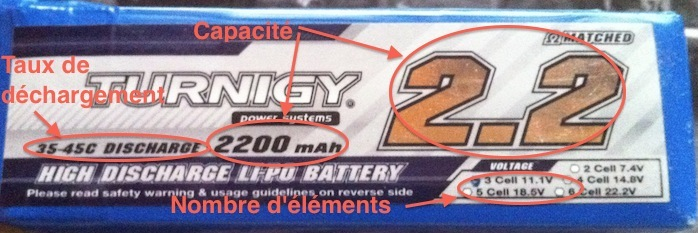 Capacité
ΩMATCHED
Taux de
déchargement
TURNIGY®
power systems
2.2
35-45C DISCHARGE 2200 mAh
HIGH DISCHARGE LI-PO BATTERY
Please read safety warning & usage guidelines on reverse side
VOLTAGE
2 Cell 7.4V
3 Cell 11.1V 4 Cell 14.8V
5 Cell 18.5V 6 Cell 22.2V
Nombre d'éléments